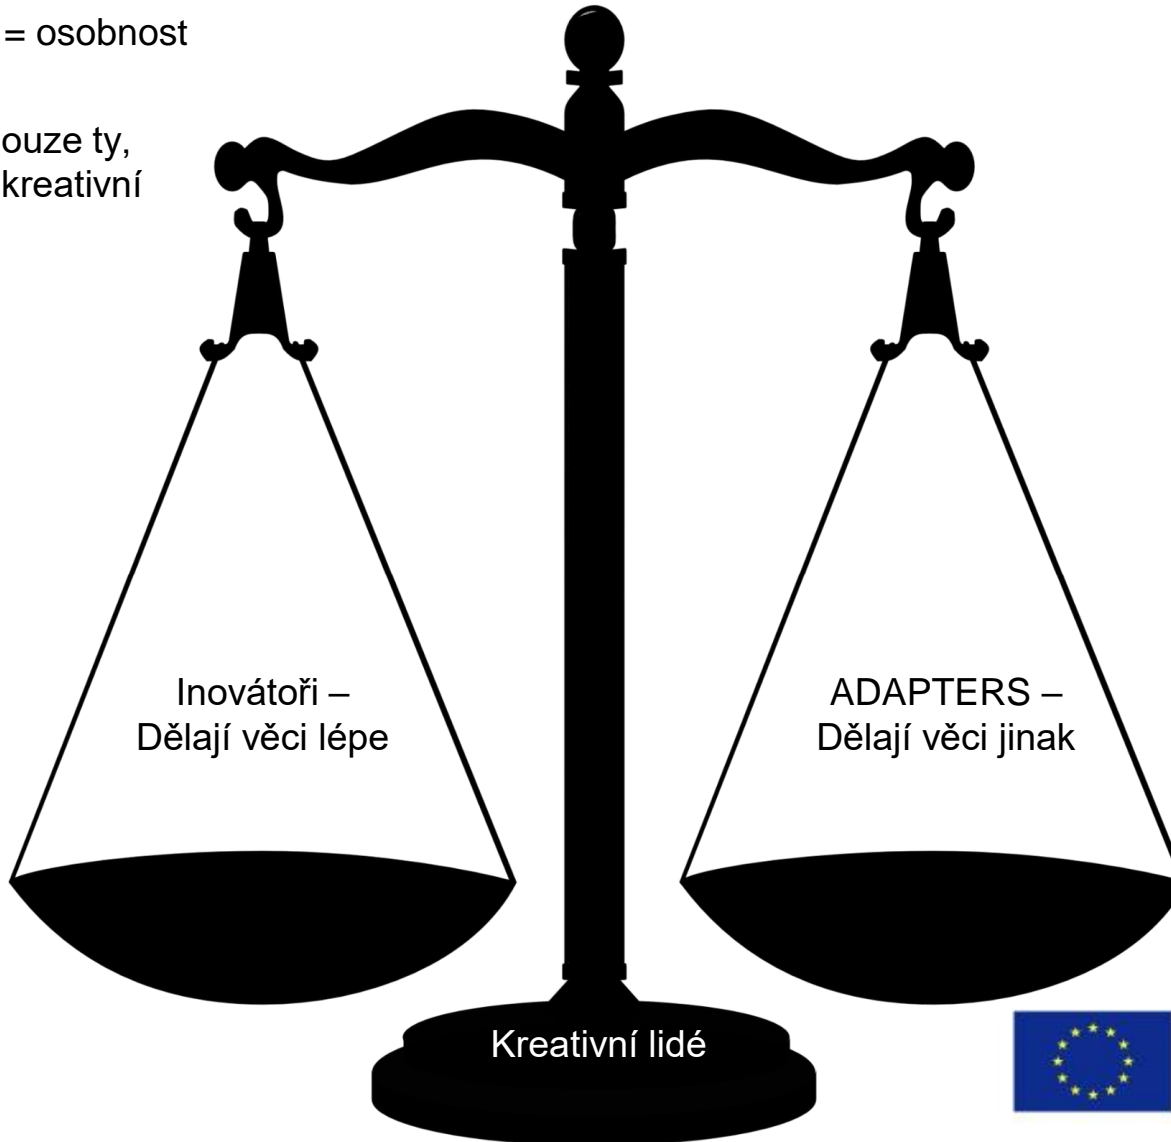 = osobnost
ouze ty,
kreativní
Inovátoři –
Dělají věci lépe
ADAPTERS –
Dělají věci jinak
Kreativní lidé